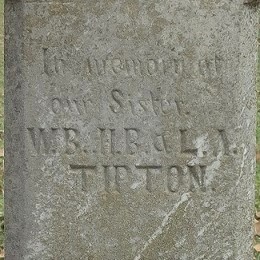 In memory of
our Sister.
W.B., H.B. & L.A.
TIPTON.